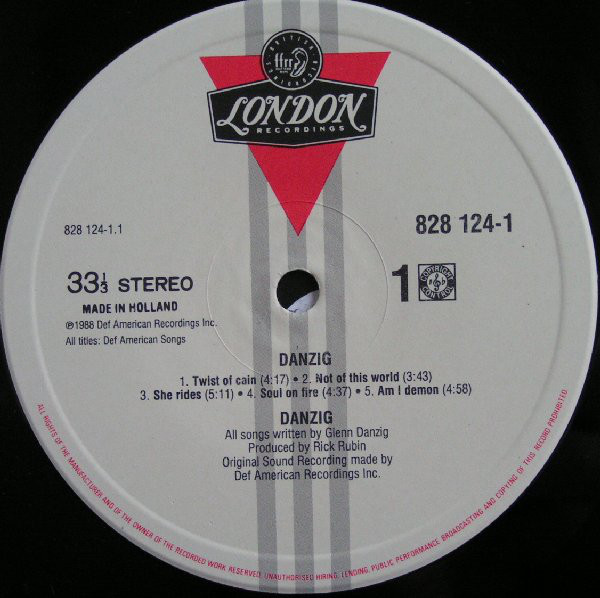 BRITISH
ffrr
RECORDINGS
LONDON
RECORDINGS
828 124-1.1
828 124-1
33⅓ STEREO
1
COPYRIGHT
CONTROL
MADE IN HOLLAND
℗1988 Def American Recordings Inc.
All titles: Def American Songs
DANZIG
1. Twist of cain (4:17) • 2. Not of this world (3:43)
3. She rides (5:11) • 4. Soul on fire (4:37) • 5. Am I demon (4:58)
DANZIG
All songs written by Glenn Danzig
Produced by Rick Rubin
Original Sound Recording made by
Def American Recordings Inc.
ALL RIGHTS OF THE MANUFACTURER AND OF THE OWNER OF THE RECORDED WORK RESERVED. UNAUTHORISED HIRING, LENDING, PUBLIC PERFORMANCE, BROADCASTING AND COPYING OF THIS RECORD PROHIBITED.